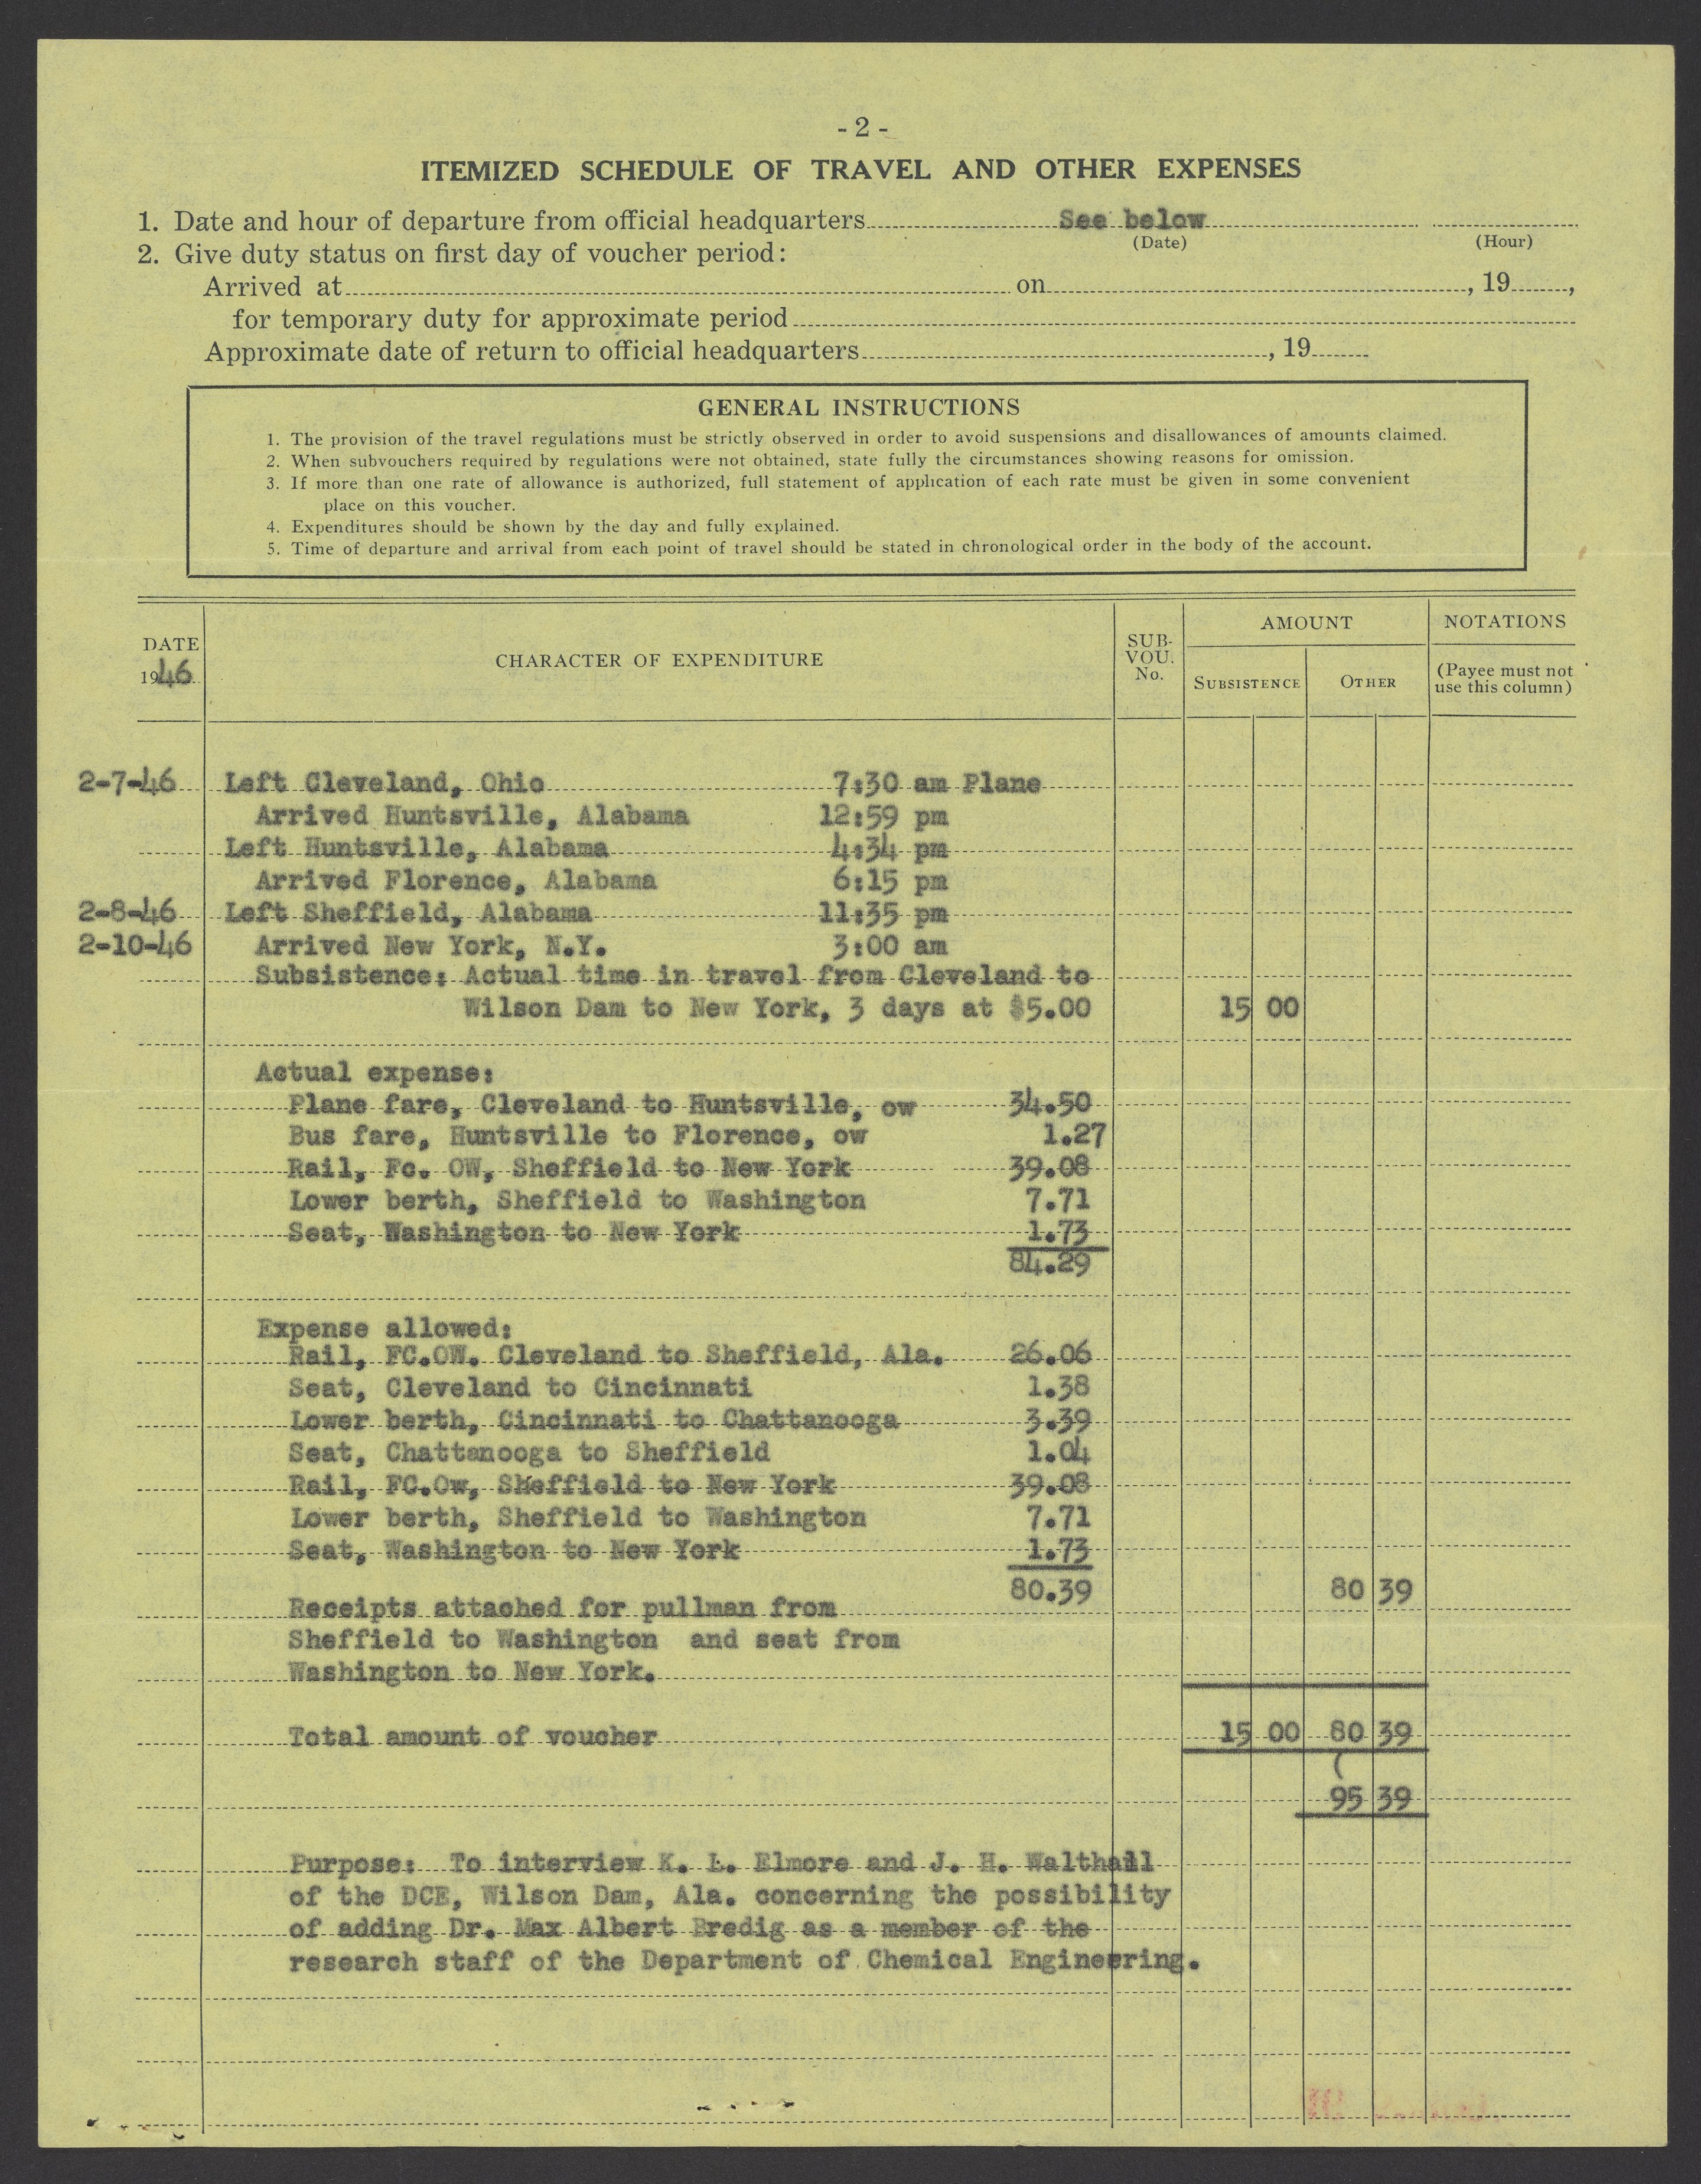 - 2 -
ITEMIZED SCHEDULE OF TRAVEL AND OTHER EXPENSES
1. Date and hour of departure from official headquarters See below
(Date) (Hour)
2. Give duty status on first day of voucher period:
Arrived at on , 19 ,
for temporary duty for approximate period
Approximate date of return to official headquarters , 19
GENERAL INSTRUCTIONS
1. The provision of the travel regulations must be strictly observed in order to avoid suspensions and disallowances of amounts claimed.
2. When subvouchers required by regulations were not obtained, state fully the circumstances showing reasons for omission.
3. If more than one rate of allowance is authorized, full statement of application of each rate must be given in some convenient
place on this voucher.
4. Expenditures should be shown by the day and fully explained.
5. Time of departure and arrival from each point of travel should be stated in chronological order in the body of the account.
DATE
1946
CHARACTER OF EXPENDITURE
SUB-
VOU.
No.
AMOUNT
SUBSISTENCE OTHER
NOTATIONS
(Payee must not
use this column)
2-7-46 Left Cleveland, Ohio 7:30 am Plane
Arrived Huntsville, Alabama 12:59 pm
Left Huntsville, Alabama 4:34 pm
Arrived Florence, Alabama 6:15 pm
2-8-46 Left Sheffield, Alabama 11:35 pm
2-10-46 Arrived New York, N.Y. 3:00 am
Subsistence: Actual time in travel from Cleveland to
Wilson Dam to New York, 3 days at $5.00 15 00
Actual expense:
Plane fare, Cleveland to Huntsville, ow 34.50
Bus fare, Huntsville to Florence, ow 1.27
Rail, Fc. OW, Sheffield to New York 39.08
Lower berth, Sheffield to Washington 7.71
Seat, Washington to New York 1.73
84.29
Expense allowed:
Rail, FC.OW. Cleveland to Sheffield, Ala. 26.06
Seat, Cleveland to Cincinnati 1.38
Lower berth, Cincinnati to Chattanooga 3.39
Seat, Chattanooga to Sheffield 1.04
Rail, FC.Ow, Sheffield to New York 39.08
Lower berth, Sheffield to Washington 7.71
Seat, Washington to New York 1.73
80.39 80 39
Receipts attached for pullman from
Sheffield to Washington and seat from
Washington to New York.
Total amount of voucher 15 00 80 39
95 39
Purpose: To interview K. L. Elmore and J. H. Walthall
of the DCE, Wilson Dam, Ala. concerning the possibility
of adding Dr. Max Albert Bredig as a member of the
research staff of the Department of Chemical Engineering.